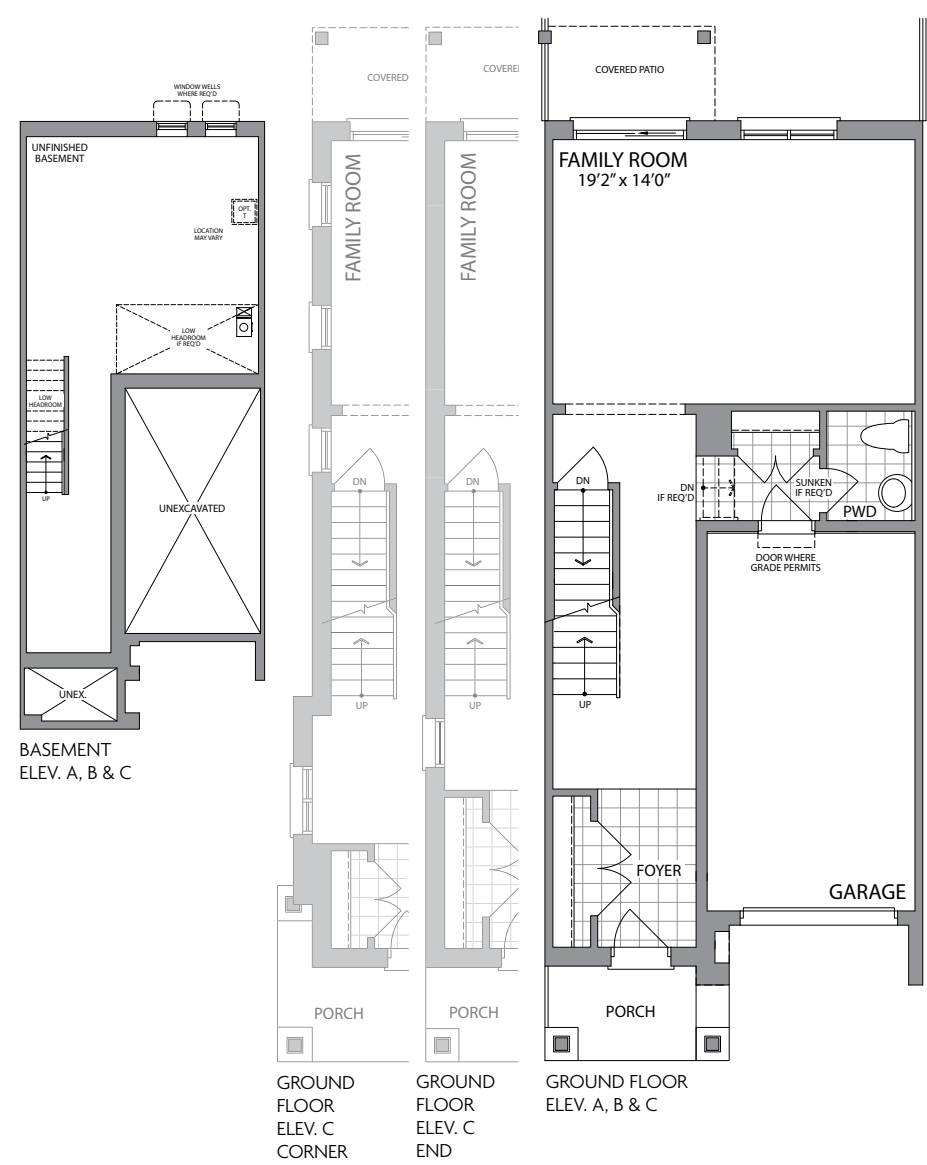 WINDOW WELLS
WHERE REQ'D
UNFINISHED
BASEMENT
OPT.
T
LOCATION
MAY VARY
LOW
HEADROOM
IF REQ'D
LOW
HEADROOM
UP
UNEXCAVATED
UNEX.
BASEMENT
ELEV. A, B & C
COVERED
FAMILY ROOM
DN
UP
PORCH
GROUND
FLOOR
ELEV. C
CORNER
COVERE
FAMILY ROOM
DN
UP
PORCH
GROUND
FLOOR
ELEV. C
END
COVERED PATIO
FAMILY ROOM
19'2" x 14'0"
DN
DN
IF REQ'D
SUNKEN
IF REQ'D
PWD
DOOR WHERE
GRADE PERMITS
UP
FOYER
GARAGE
PORCH
GROUND FLOOR
ELEV. A, B & C